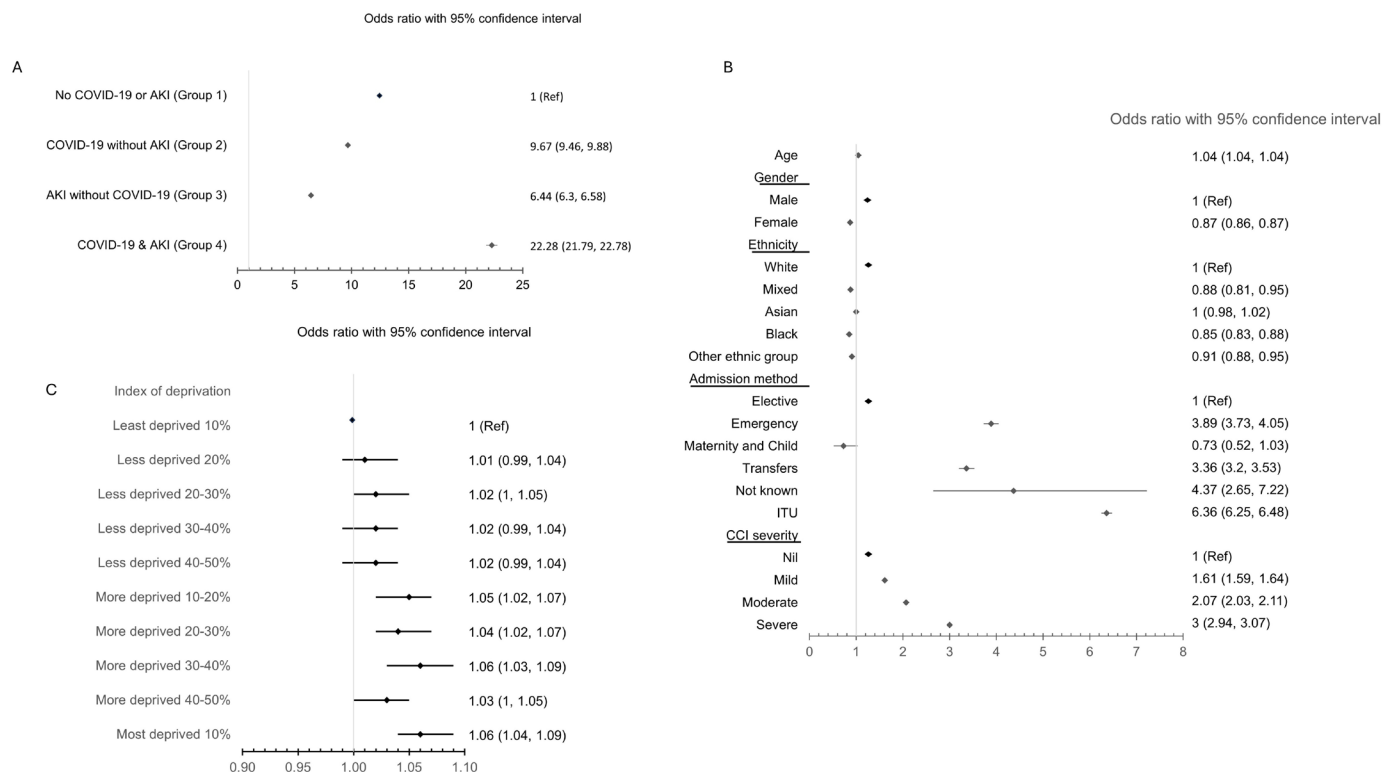 Odds ratio with 95% confidence interval
A
No COVID-19 or AKI (Group 1) 1 (Ref)
COVID-19 without AKI (Group 2) 9.67 (9.46, 9.88)
AKI without COVID-19 (Group 3) 6.44 (6.3, 6.58)
COVID-19 & AKI (Group 4) 22.28 (21.79, 22.78)
0 5 10 15 20 25
B
Odds ratio with 95% confidence interval
Age 1.04 (1.04, 1.04)
Gender
Male 1 (Ref)
Female 0.87 (0.86, 0.87)
Ethnicity
White 1 (Ref)
Mixed 0.88 (0.81, 0.95)
Asian 1 (0.98, 1.02)
Black 0.85 (0.83, 0.88)
Other ethnic group 0.91 (0.88, 0.95)
Admission method
Elective 1 (Ref)
Emergency 3.89 (3.73, 4.05)
Maternity and Child 0.73 (0.52, 1.03)
Transfers 3.36 (3.2, 3.53)
Not known 4.37 (2.65, 7.22)
ITU 6.36 (6.25, 6.48)
CCI severity
Nil 1 (Ref)
Mild 1.61 (1.59, 1.64)
Moderate 2.07 (2.03, 2.11)
Severe 3 (2.94, 3.07)
0 1 2 3 4 5 6 7 8
Odds ratio with 95% confidence interval
C
Index of deprivation
Least deprived 10% 1 (Ref)
Less deprived 20% 1.01 (0.99, 1.04)
Less deprived 20-30% 1.02 (1, 1.05)
Less deprived 30-40% 1.02 (0.99, 1.04)
Less deprived 40-50% 1.02 (0.99, 1.04)
More deprived 10-20% 1.05 (1.02, 1.07)
More deprived 20-30% 1.04 (1.02, 1.07)
More deprived 30-40% 1.06 (1.03, 1.09)
More deprived 40-50% 1.03 (1, 1.05)
Most deprived 10% 1.06 (1.04, 1.09)
0.90 0.95 1.00 1.05 1.10